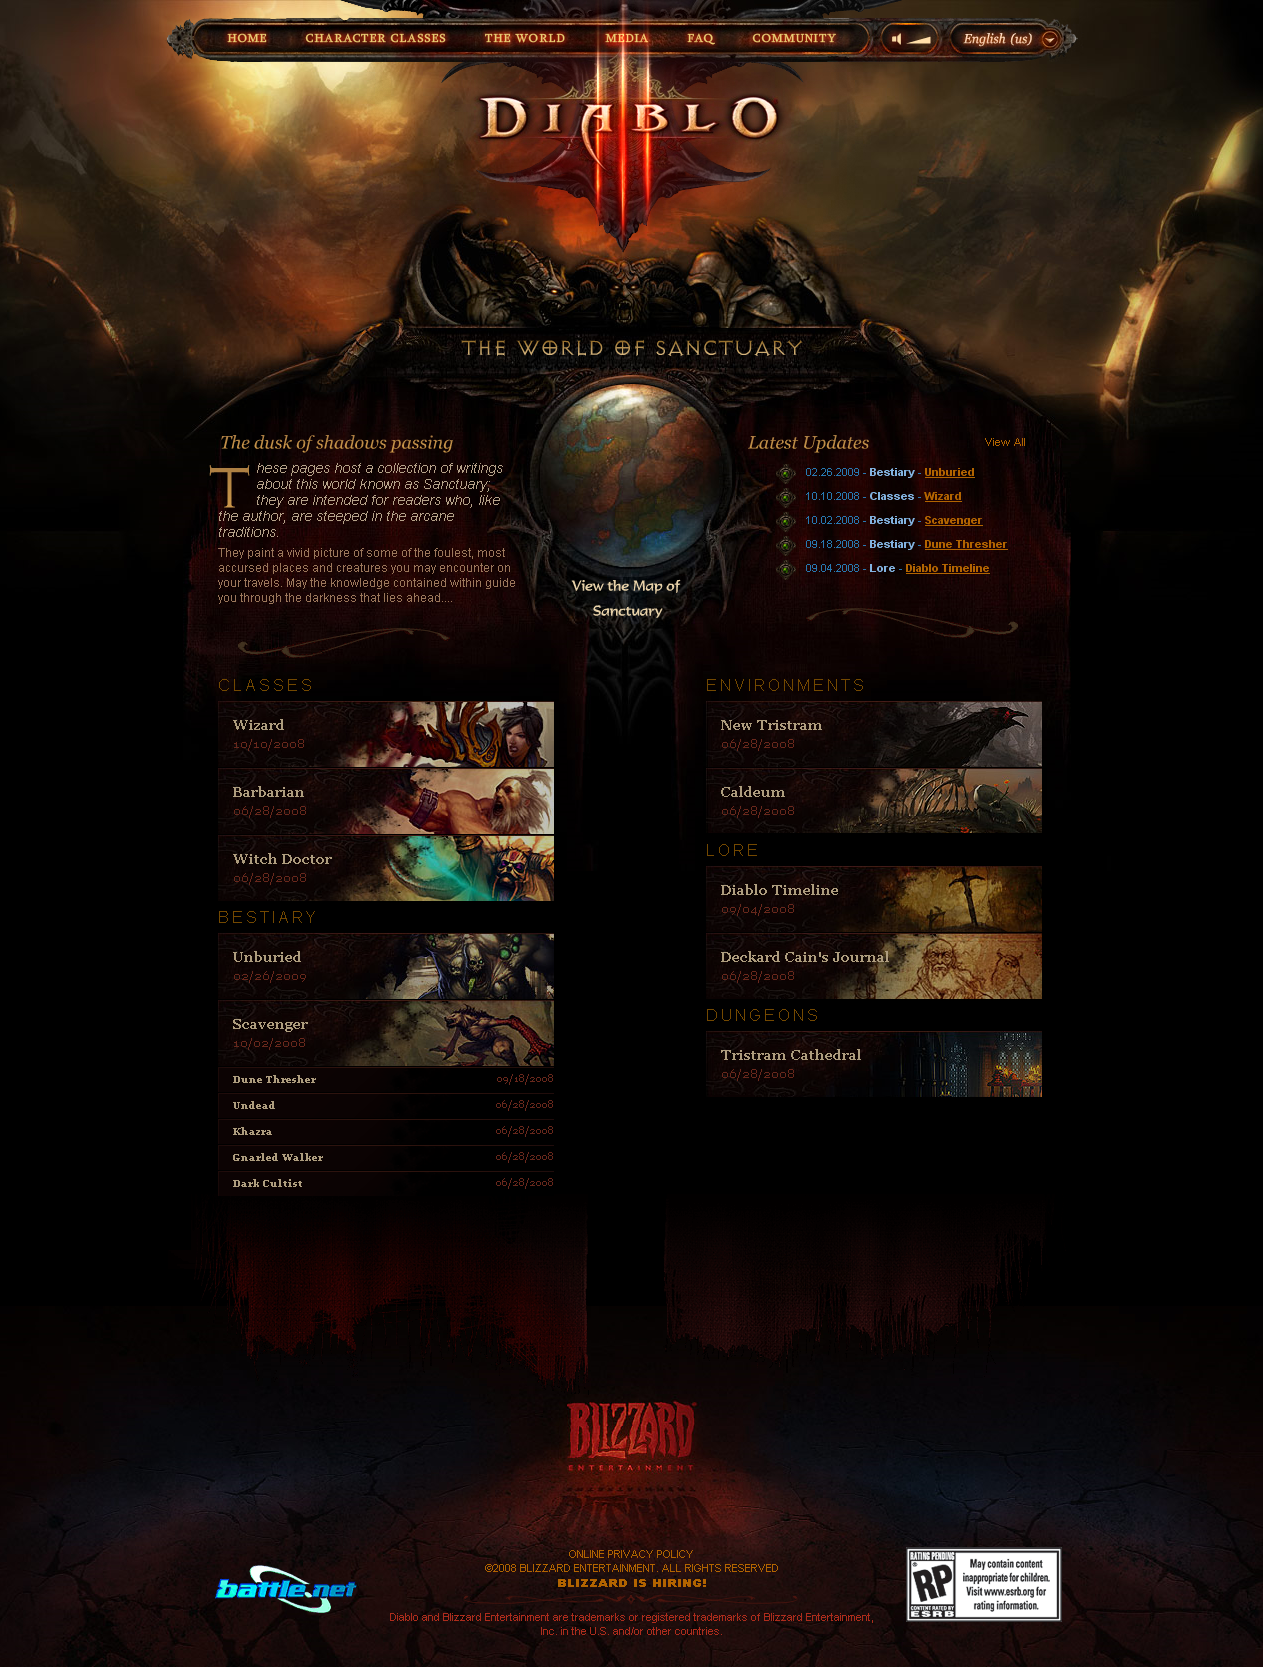 HOME
CHARACTER CLASSES
THE WORLD
MEDIA
FAQ
COMMUNITY
English (us)
DIABLO
THE WORLD OF SANCTUARY
The dusk of shadows passing
These pages host a collection of writings
about this world known as Sanctuary;
they are intended for readers who, like
the author, are steeped in the arcane
traditions.
They paint a vivid picture of some of the foulest, most
accursed places and creatures you may encounter on
your travels. May the knowledge contained within guide
you through the darkness that lies ahead....
View the Map of
Sanctuary
Latest Updates
View All
02.26.2009 - Bestiary - Unburied
10.10.2008 - Classes - Wizard
10.02.2008 - Bestiary - Scavenger
09.18.2008 - Bestiary - Dune Thresher
09.04.2008 - Lore - Diablo Timeline
CLASSES
Wizard
10/10/2008
Barbarian
06/28/2008
Witch Doctor
06/28/2008
BESTIARY
Unburied
02/26/2009
Scavenger
10/02/2008
Dune Thresher 09/18/2008
Undead 06/28/2008
Khazra 06/28/2008
Gnarled Walker 06/28/2008
Dark Cultist 06/28/2008
ENVIRONMENTS
New Tristram
06/28/2008
Caldeum
06/28/2008
LORE
Diablo Timeline
09/04/2008
Deckard Cain's Journal
06/28/2008
DUNGEONS
Tristram Cathedral
06/28/2008
BLIZZARD
ENTERTAINMENT
battle.net
ONLINE PRIVACY POLICY
©2008 BLIZZARD ENTERTAINMENT. ALL RIGHTS RESERVED
BLIZZARD IS HIRING!
Diablo and Blizzard Entertainment are trademarks or registered trademarks of Blizzard Entertainment,
Inc. in the U.S. and/or other countries.
RATING PENDING
RP
CONTENT RATED BY
ESRB
May contain content
inappropriate for children.
Visit www.esrb.org for
rating information.